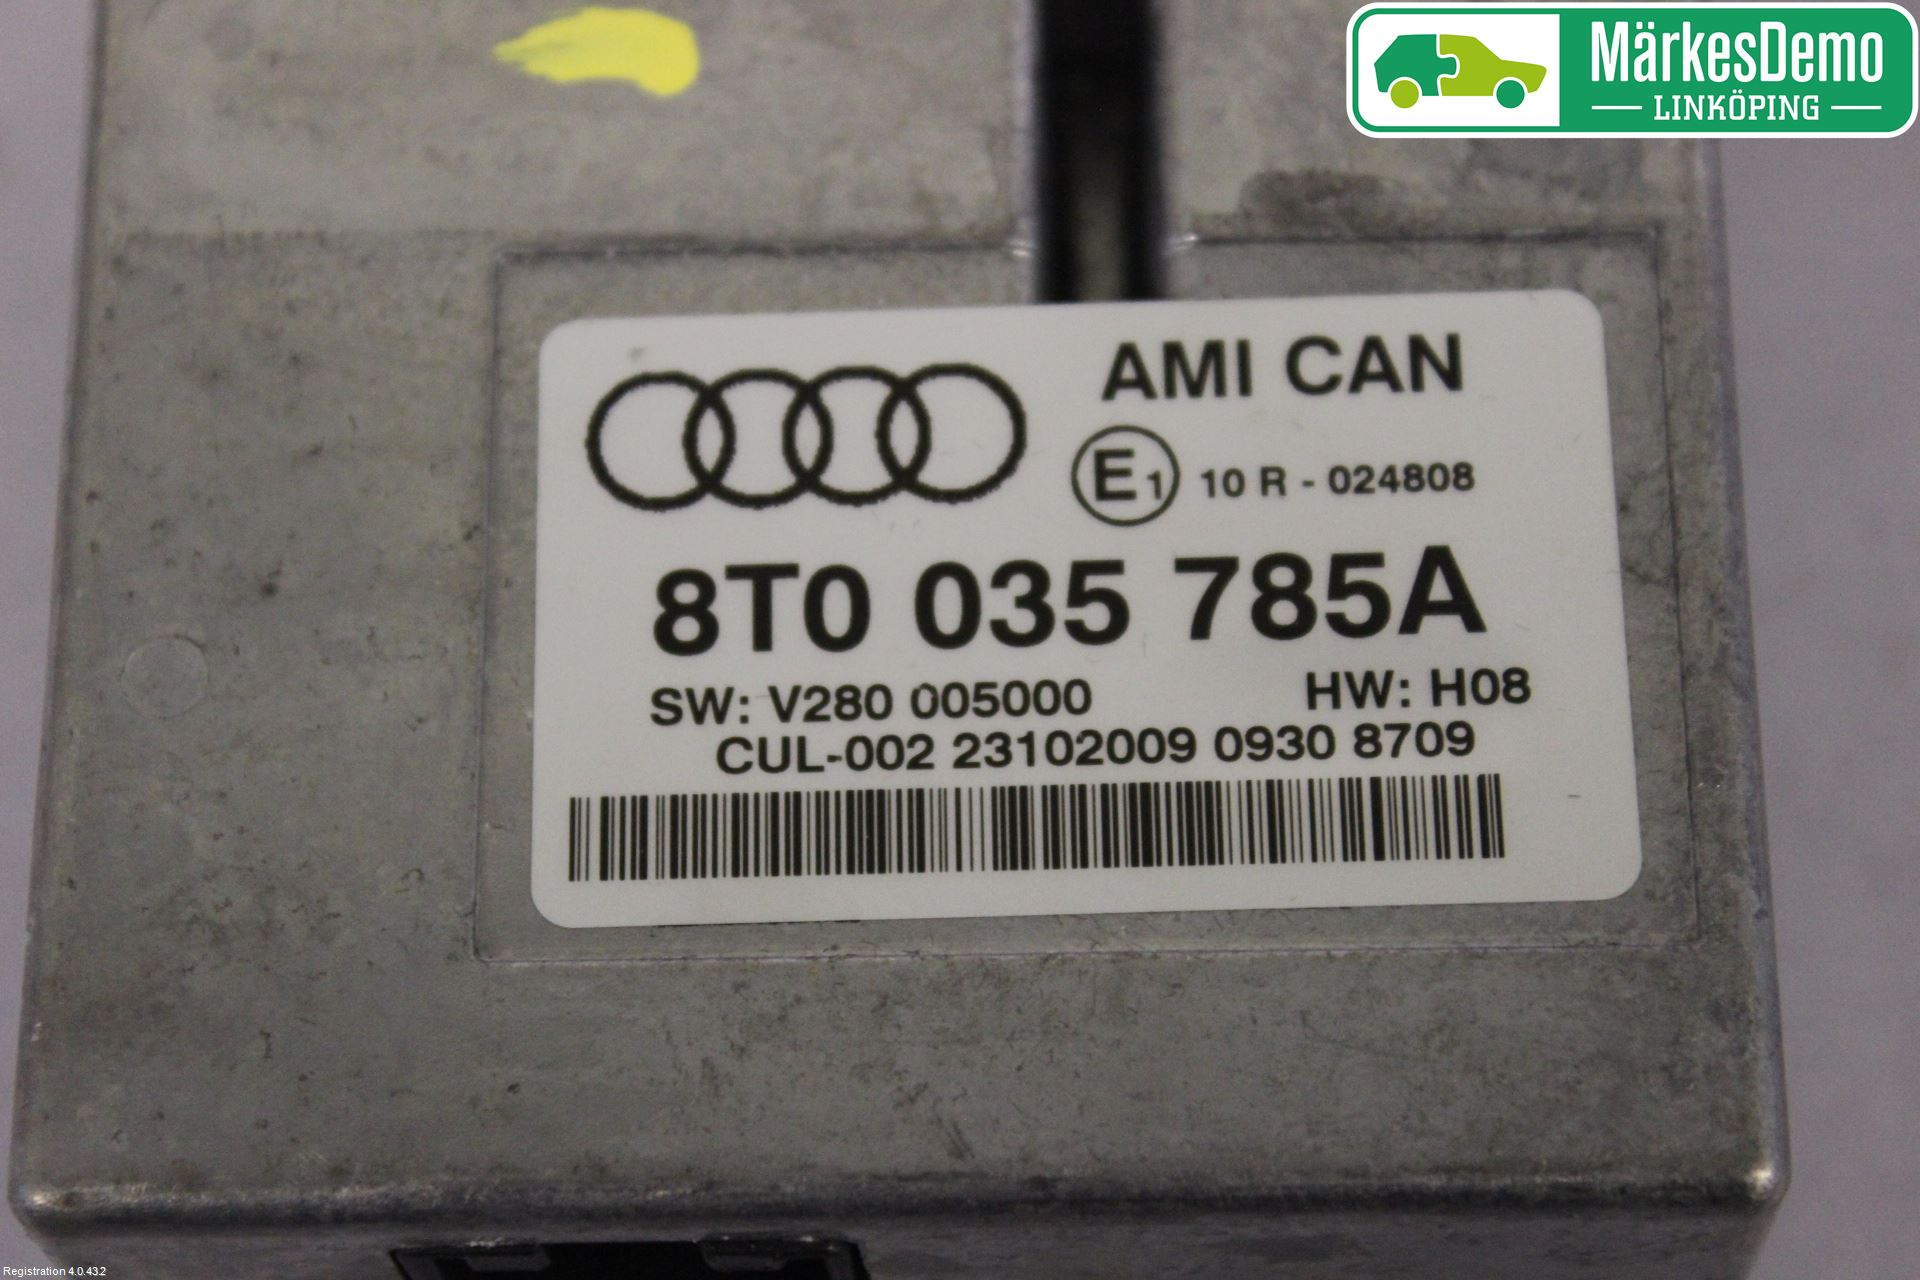 MärkesDemo
LINKÖPING
AMI CAN
E1 10 R - 024808
8T0 035 785A
SW: V280 005000 HW: H08
CUL-002 23102009 0930 8709
Registration 4.0.43.2